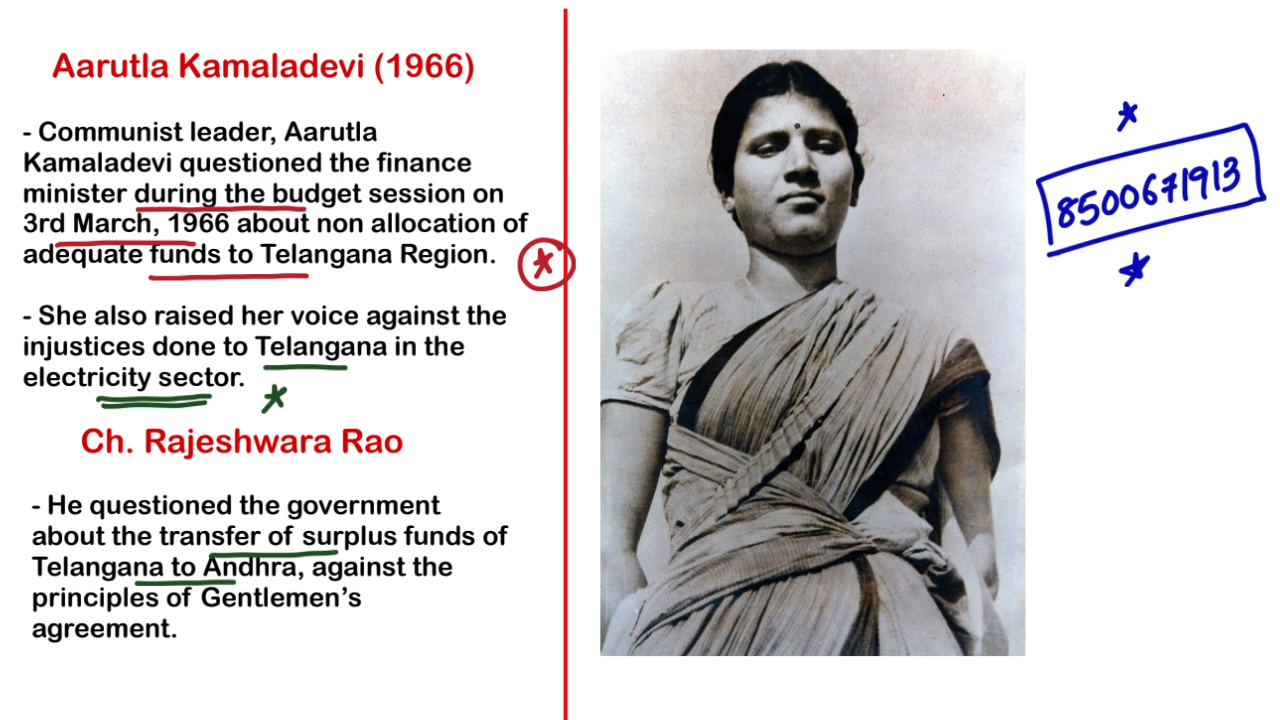 Aarutla Kamaladevi (1966)
- Communist leader, Aarutla
Kamaladevi questioned the finance
minister during the budget session on
3rd March, 1966 about non allocation of
adequate funds to Telangana Region.
- She also raised her voice against the
injustices done to Telangana in the
electricity sector.
Ch. Rajeshwara Rao
- He questioned the government
about the transfer of surplus funds of
Telangana to Andhra, against the
principles of Gentlemen’s
agreement.
8500671913